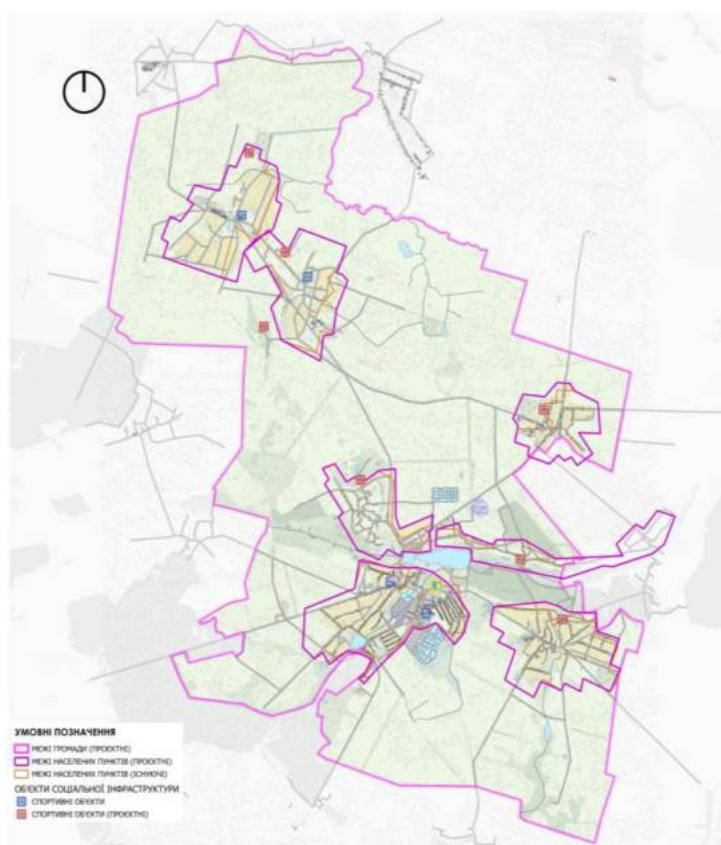 УМОВНІ ПОЗНАЧЕННЯ
МЕЖІ ГРОМАДИ (ПРОЄКТНІ)
МЕЖІ НАСЕЛЕНИХ ПУНКТІВ (ПРОЄКТНІ)
МЕЖІ НАСЕЛЕНИХ ПУНКТІВ (ІСНУЮЧІ)
ОБ'ЄКТИ СОЦІАЛЬНОЇ ІНФРАСТРУКТУРИ
СПОРТИВНІ ОБ'ЄКТИ
СПОРТИВНІ ОБ'ЄКТИ (ПРОЄКТНІ)